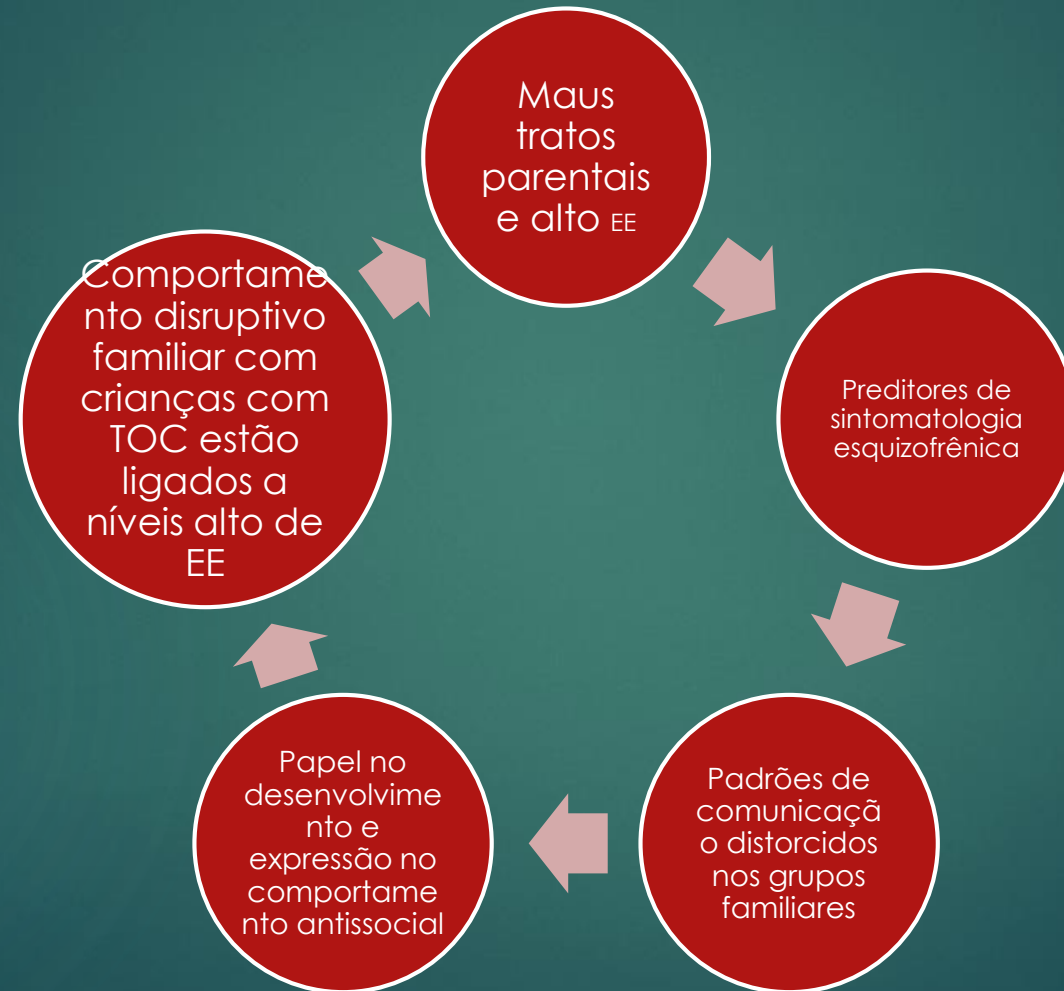 Maus
tratos
parentais
e alto EE
Preditores de
sintomatologia
esquizofrênica
Padrões de
comunicaçã
o distorcidos
nos grupos
familiares
Papel no
desenvolvime
nto e
expressão no
comportame
nto antissocial
Comportame
nto disruptivo
familiar com
crianças com
TOC estão
ligados a
níveis alto de
EE